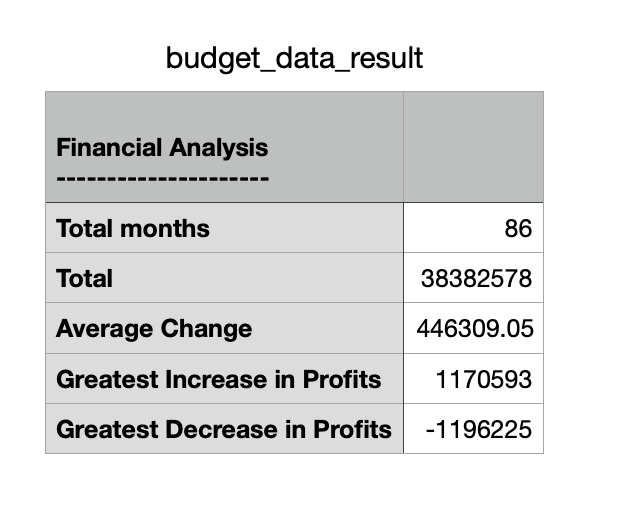 budget_data_result
Financial Analysis
---------------------
Total months 86
Total 38382578
Average Change 446309.05
Greatest Increase in Profits 1170593
Greatest Decrease in Profits -1196225